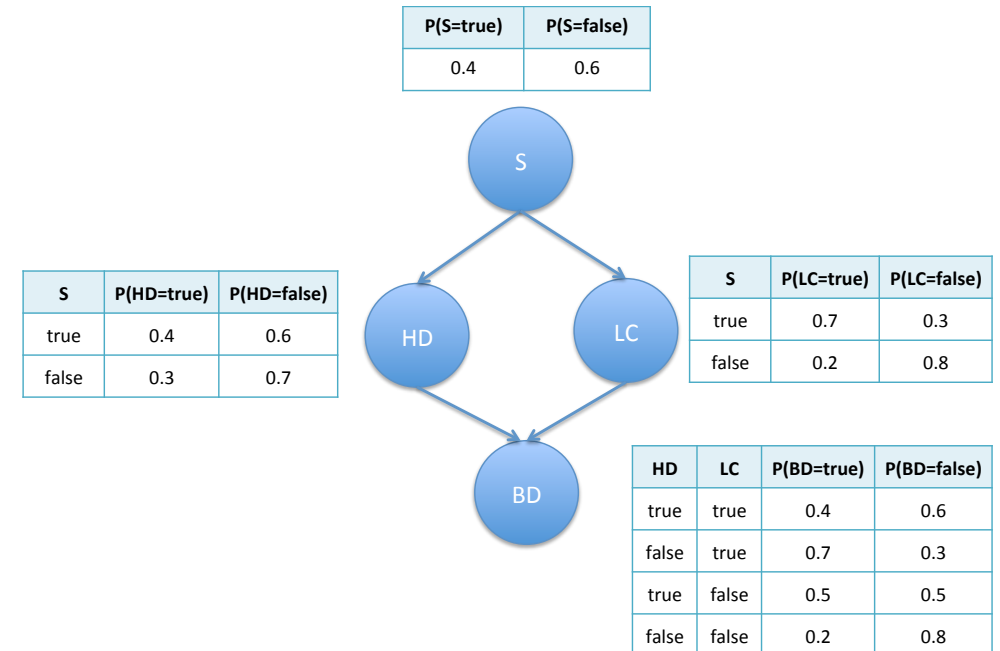 P(S=true) P(S=false)
0.4 0.6
S
S P(HD=true) P(HD=false)
true 0.4 0.6
false 0.3 0.7
HD
LC
S P(LC=true) P(LC=false)
true 0.7 0.3
false 0.2 0.8
BD
HD LC P(BD=true) P(BD=false)
true true 0.4 0.6
false true 0.7 0.3
true false 0.5 0.5
false false 0.2 0.8